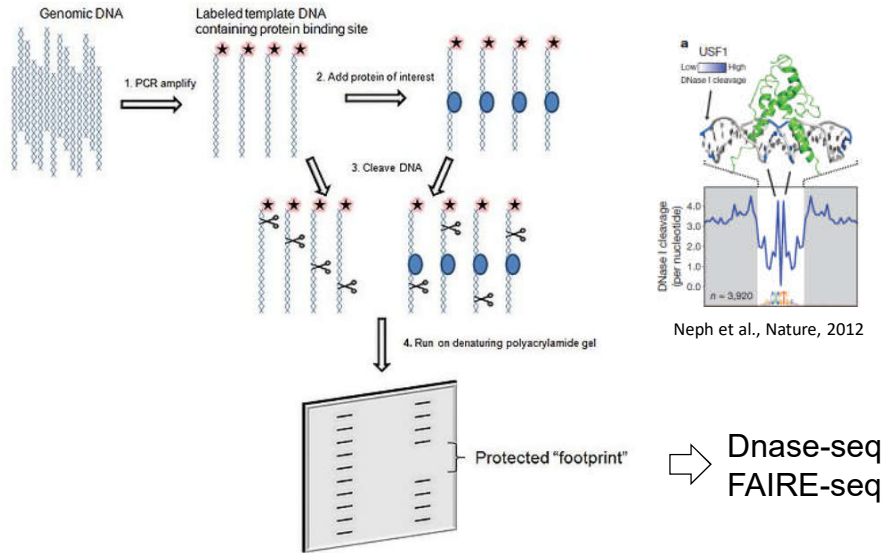 Genomic DNA
Labeled template DNA
containing protein binding site
1. PCR amplify
2. Add protein of interest
3. Cleave DNA
4. Run on denaturing polyacrylamide gel
Protected “footprint”
a
USF1
Low
High
DNase I cleavage
DNase I cleavage
(per nucleotide)
4.0
3.0
2.0
1.0
0.0
n = 3,920
Neph et al., Nature, 2012
Dnase-seq
FAIRE-seq